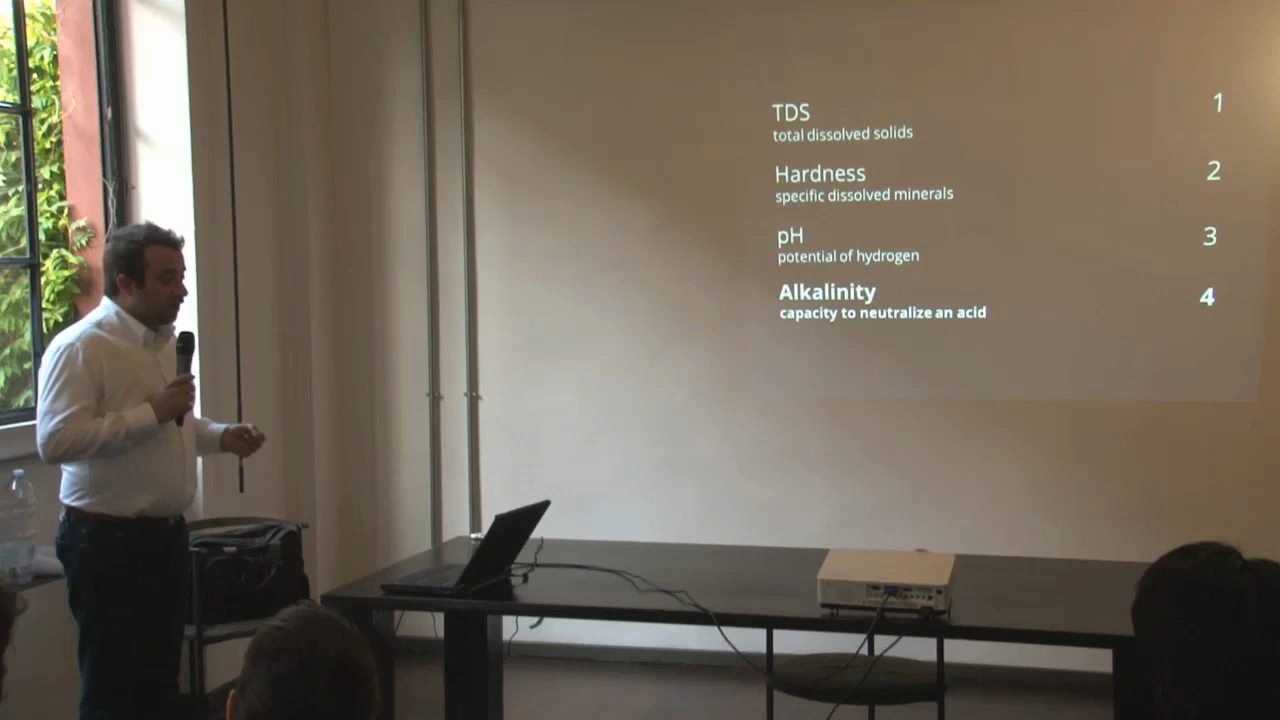 TDS 1
total dissolved solids
Hardness 2
specific dissolved minerals
pH 3
potential of hydrogen
Alkalinity 4
capacity to neutralize an acid